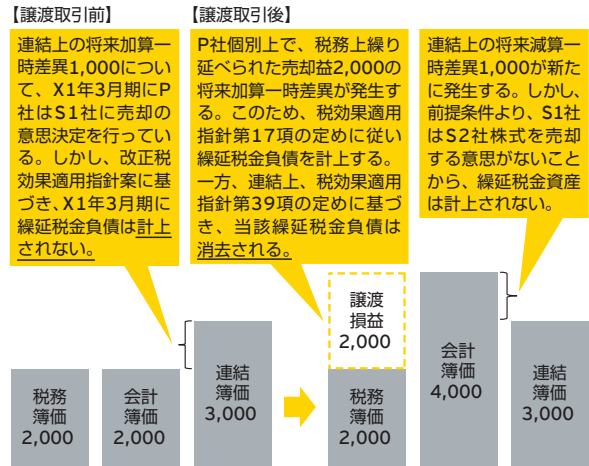 【譲渡取引前】
連結上の将来加算一
時差異1,000につい
て、X1年3月期にP
社はS1社に売却の
意思決定を行ってい
る。しかし、改正税
効果適用指針案に基
づき、X1年3月期に
繰延税金負債は計上
されない。
【譲渡取引後】
P社個別上で、税務上繰り
延べられた売却益2,000の
将来加算一時差異が発生す
る。このため、税効果適用
指針第17項の定めに従い
繰延税金負債を計上する。
一方、連結上、税効果適用
指針第39項の定めに基づ
き、当該繰延税金負債は
消去される。
連結上の将来減算一
時差異1,000が新た
に発生する。しかし、
前提条件より、S1社
はS2社株式を売却
する意思がないこと
から、繰延税金資産
は計上されない。
税務
簿価
2,000
会計
簿価
2,000
連結
簿価
3,000
譲渡
損益
2,000
税務
簿価
2,000
会計
簿価
4,000
連結
簿価
3,000